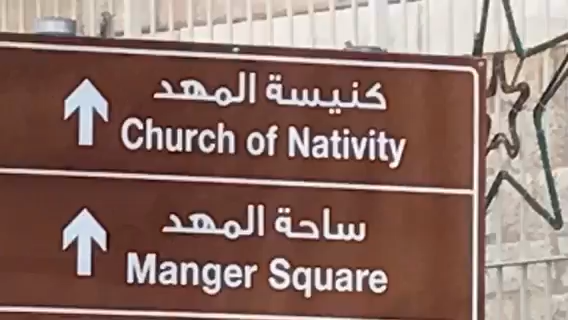 كنيسة المهد
Church of Nativity
ساحة المهد
Manger Square